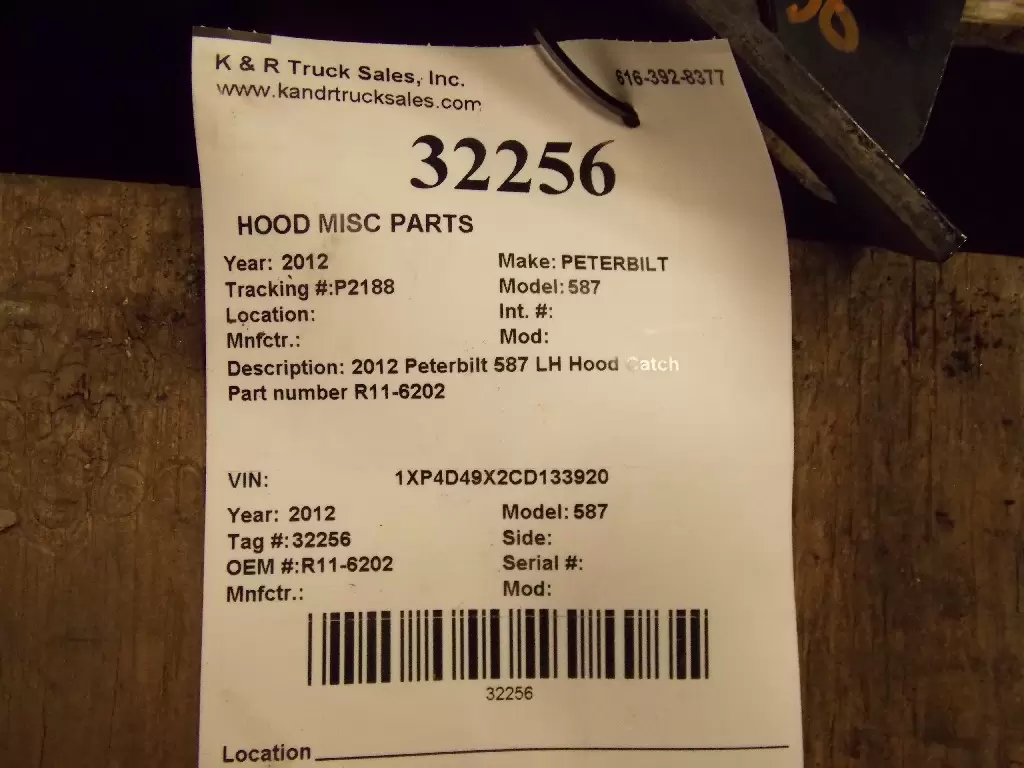 K & R Truck Sales, Inc. 616-392-8377
www.kandrtrucksales.com
32256
HOOD MISC PARTS
Year: 2012 Make: PETERBILT
Tracking #:P2188 Model: 587
Location: Int. #:
Mnfctr.: Mod:
Description: 2012 Peterbilt 587 LH Hood Catch
Part number R11-6202
VIN: 1XP4D49X2CD133920
Year: 2012 Model: 587
Tag #:32256 Side:
OEM #:R11-6202 Serial #:
Mnfctr.: Mod:
32256
Location